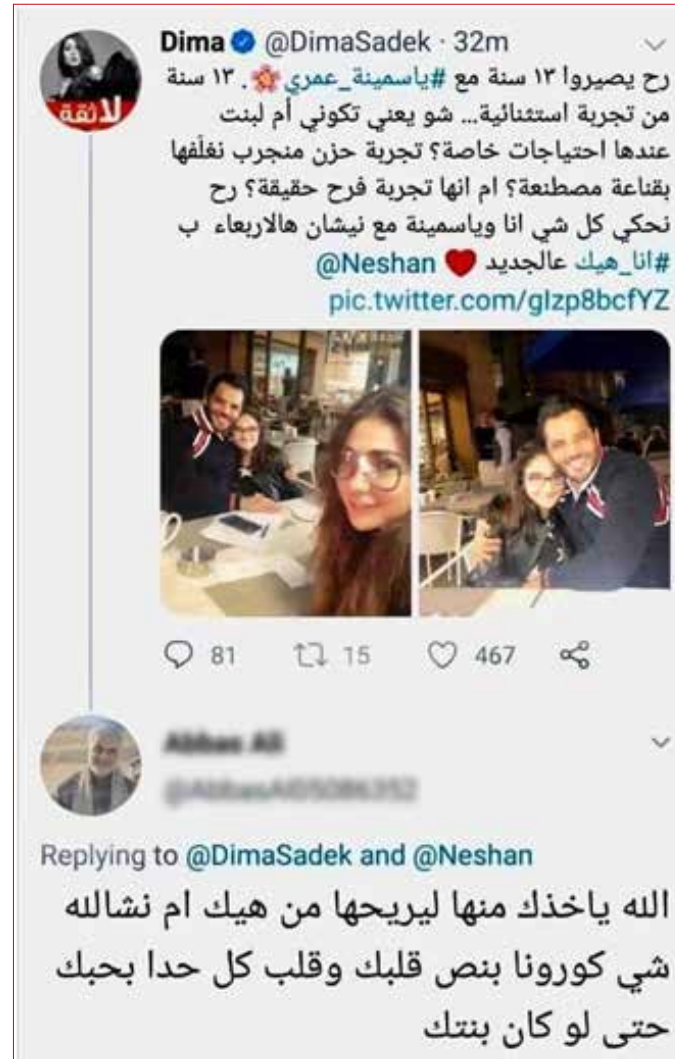 Dima @DimaSadek · 32m
رح يصيروا ١٣ سنة مع #ياسمينة_عمري🌺. ١٣ سنة
من تجربة استثنائية... شو يعني تكوني أم لبنت
عندها احتياجات خاصة؟ تجربة حزن منجرب نغلّفها
بقناعة مصطنعة؟ ام انها تجربة فرح حقيقة؟ رح
نحكي كل شي انا وياسمينة مع نيشان هالاربعاء ب
#انا_هيك عالجديد ❤️ @Neshan
pic.twitter.com/glzp8bcfYZ
لا ثقة
81 15 467
Replying to @DimaSadek and @Neshan
الله ياخذك منها ليريحها من هيك ام نشالله
شي كورونا بنص قلبك وقلب كل حدا بحبك
حتى لو كان بنتك